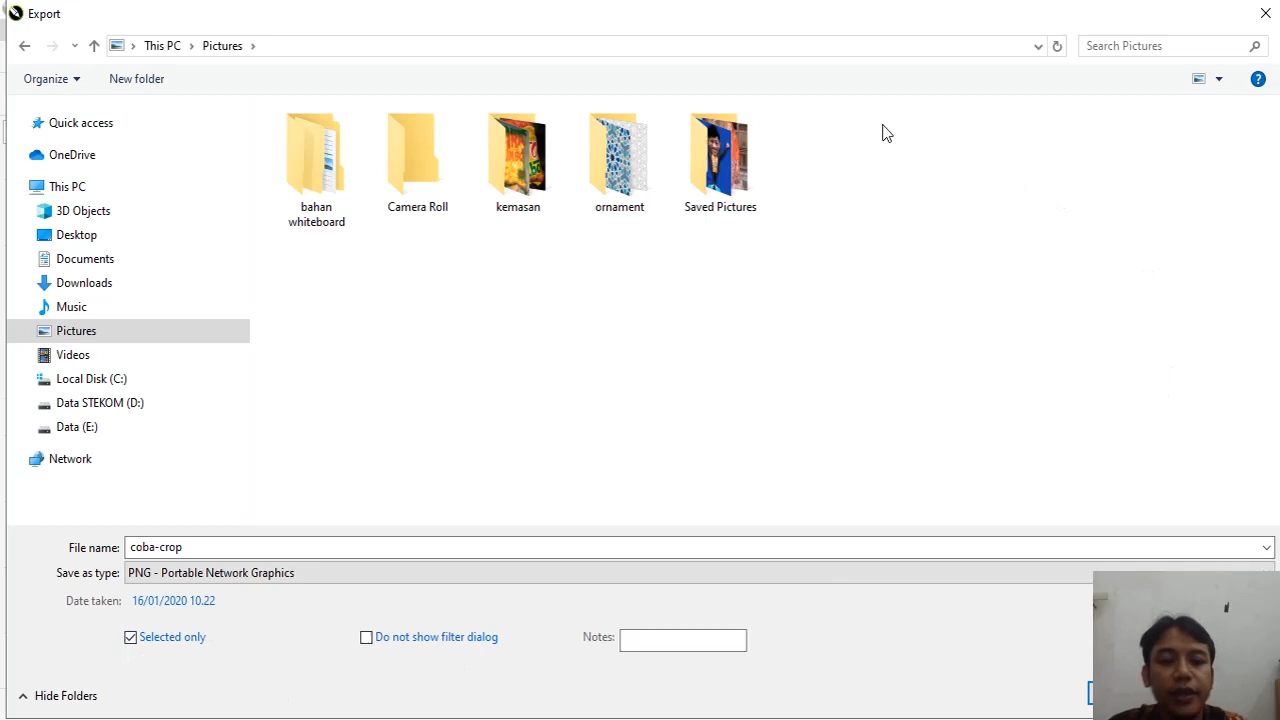 Export
This PC
Pictures
Search Pictures
Organize
New folder
?
Quick access
OneDrive
This PC
3D Objects
Desktop
Documents
Downloads
Music
Pictures
Videos
Local Disk (C:)
Data STEKOM (D:)
Data (E:)
Network
bahan
whiteboard
Camera Roll
kemasan
ornament
Saved Pictures
File name:
coba-crop
Save as type:
PNG - Portable Network Graphics
Date taken:
16/01/2020 10.22
Selected only
Do not show filter dialog
Notes:
Hide Folders